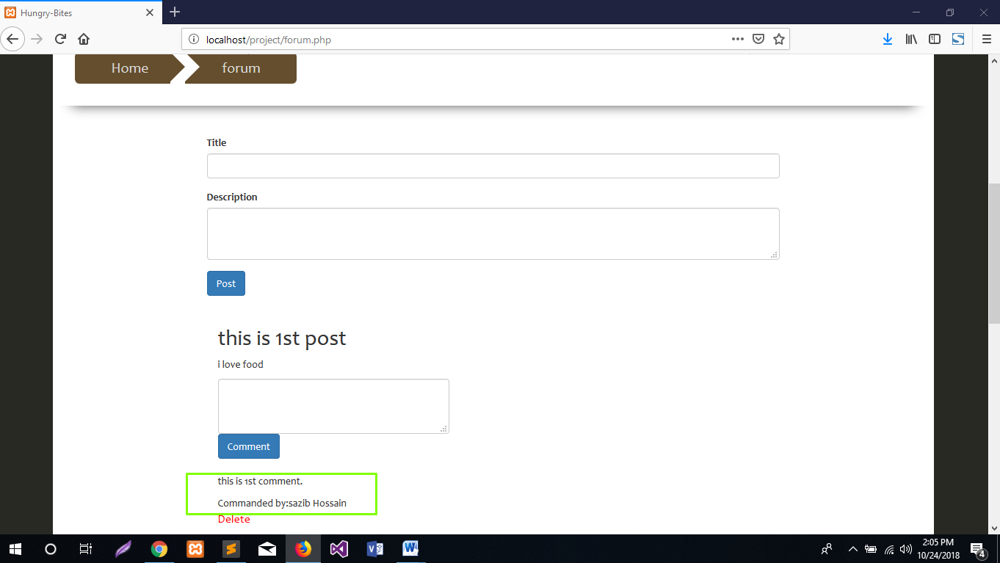 Hungry-Bites
localhost/project/forum.php
Home
forum
Title
Description
Post
this is 1st post
i love food
Comment
this is 1st comment.
Commanded by:sazib Hossain
Delete
2:05 PM
10/24/2018
4